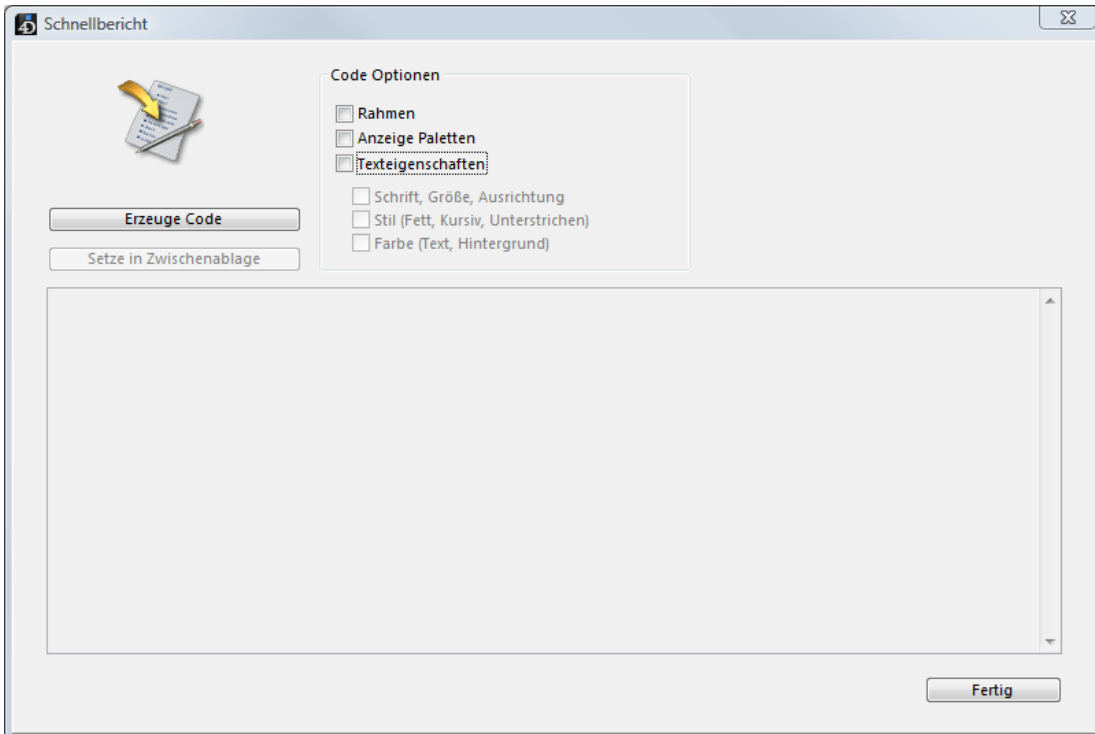 4D Schnellbericht
Code Optionen
Rahmen
Anzeige Paletten
Texteigenschaften
Schrift, Größe, Ausrichtung
Stil (Fett, Kursiv, Unterstrichen)
Farbe (Text, Hintergrund)
Erzeuge Code
Setze in Zwischenablage
Fertig